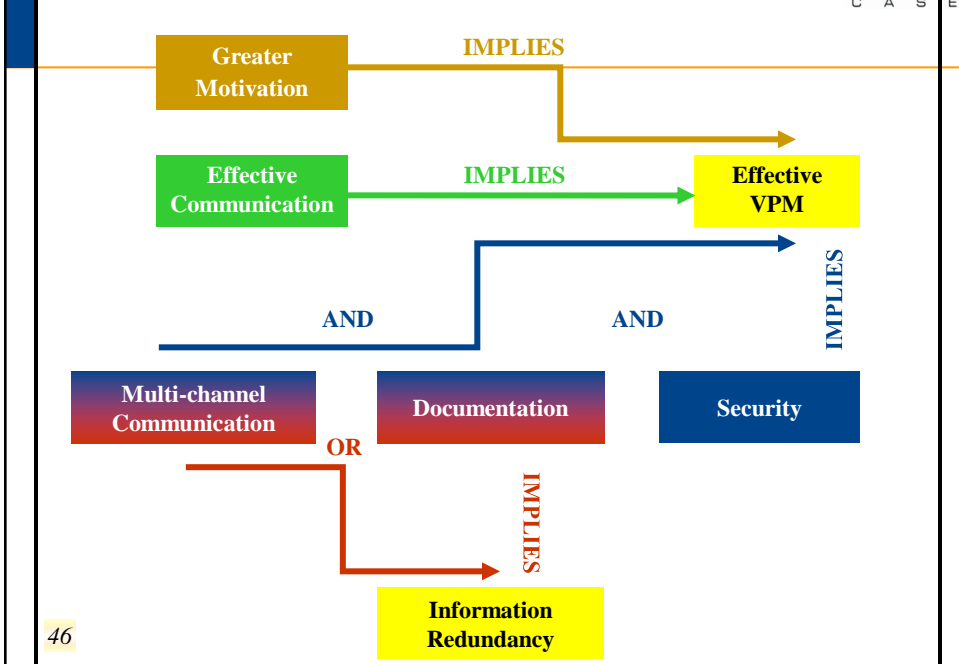 C A S E
IMPLIES
Greater
Motivation
Effective
Communication
IMPLIES
Effective
VPM
IMPLIES
AND
AND
Multi-channel
Communication
Documentation
Security
OR
IMPLIES
Information
Redundancy
46